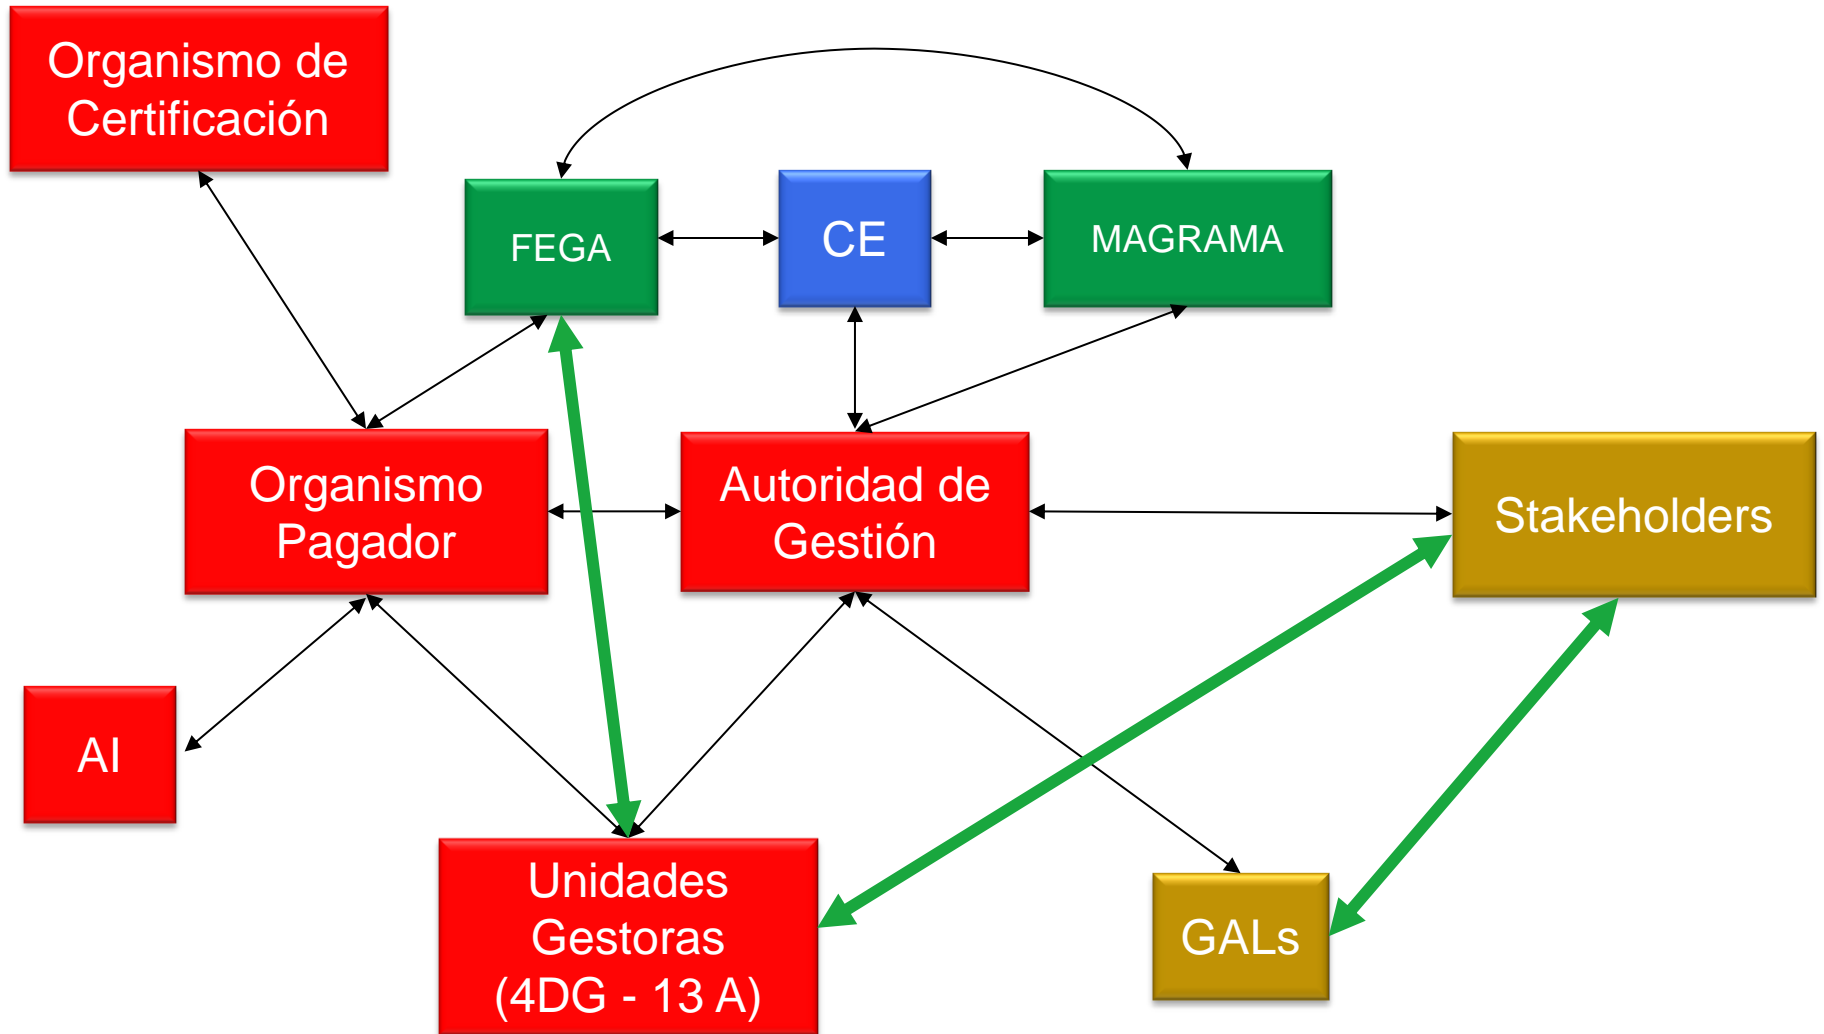 Organismo de
Certificación
FEGA
CE
MAGRAMA
Organismo
Pagador
Autoridad de
Gestión
Stakeholders
AI
Unidades
Gestoras
(4DG - 13 A)
GALs